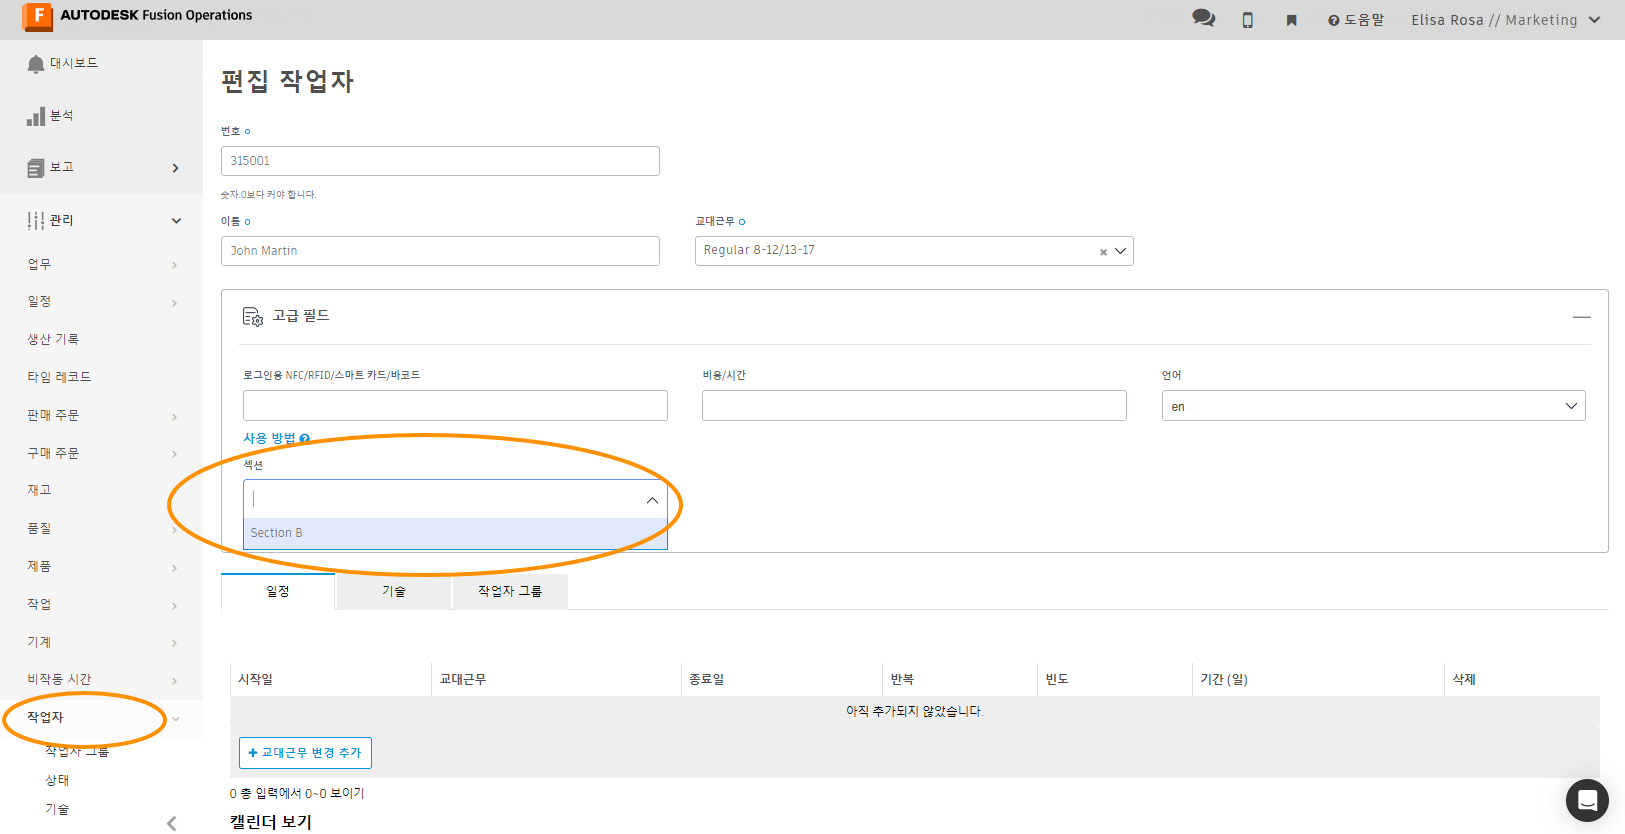 AUTODESK Fusion Operations
도움말
Elisa Rosa // Marketing
대시보드
분석
보고
관리
업무
일정
생산 기록
타임 레코드
판매 주문
구매 주문
재고
품질
제품
작업
기계
비작동 시간
작업자
작업자 그룹
상태
기술
편집 작업자
번호
315001
숫자.0보다 커야 합니다.
이름
교대근무
John Martin
Regular 8-12/13-17
고급 필드
로그인용 NFC/RFID/스마트 카드/바코드
비용/시간
언어
en
사용 방법
섹션
Section B
일정
기술
작업자 그룹
시작일
교대근무
종료일
반복
빈도
기간 (일)
삭제
아직 추가되지 않았습니다.
+ 교대근무 변경 추가
0 총 입력에서 0~0 보이기
캘린더 보기